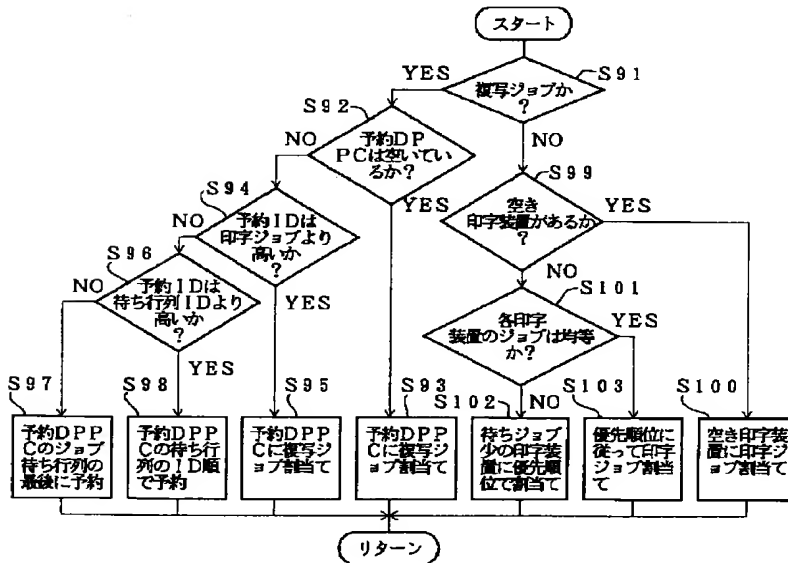 スタート
YES
S91
複写ジョブか
?
S92
NO
NO
予約DP
PCは空いてい
るか?
S99
S94
YES
空き
印字装置があるか
?
YES
NO
予約IDは
印字ジョブより
高いか
?
S96
NO
S101
NO
予約IDは
待ち行列IDより
高いか
?
YES
各印字
装置のジョブは均等
か?
YES
S97
S98
YES
S95
S93
S102
NO
S103
S100
予約DPP
Cのジョブ
待ち行列の
最後に予約
予約DPP
Cの待ち行
列のID順
で予約
予約DPP
Cに複写ジ
ョブ割当て
予約DPP
Cに複写ジ
ョブ割当て
待ちジョブ
少の印字装
置に優先順
位で割当て
優先順位に
従って印字
ジョブ割当
て
空き印字装
置に印字ジ
ョブ割当て
リターン